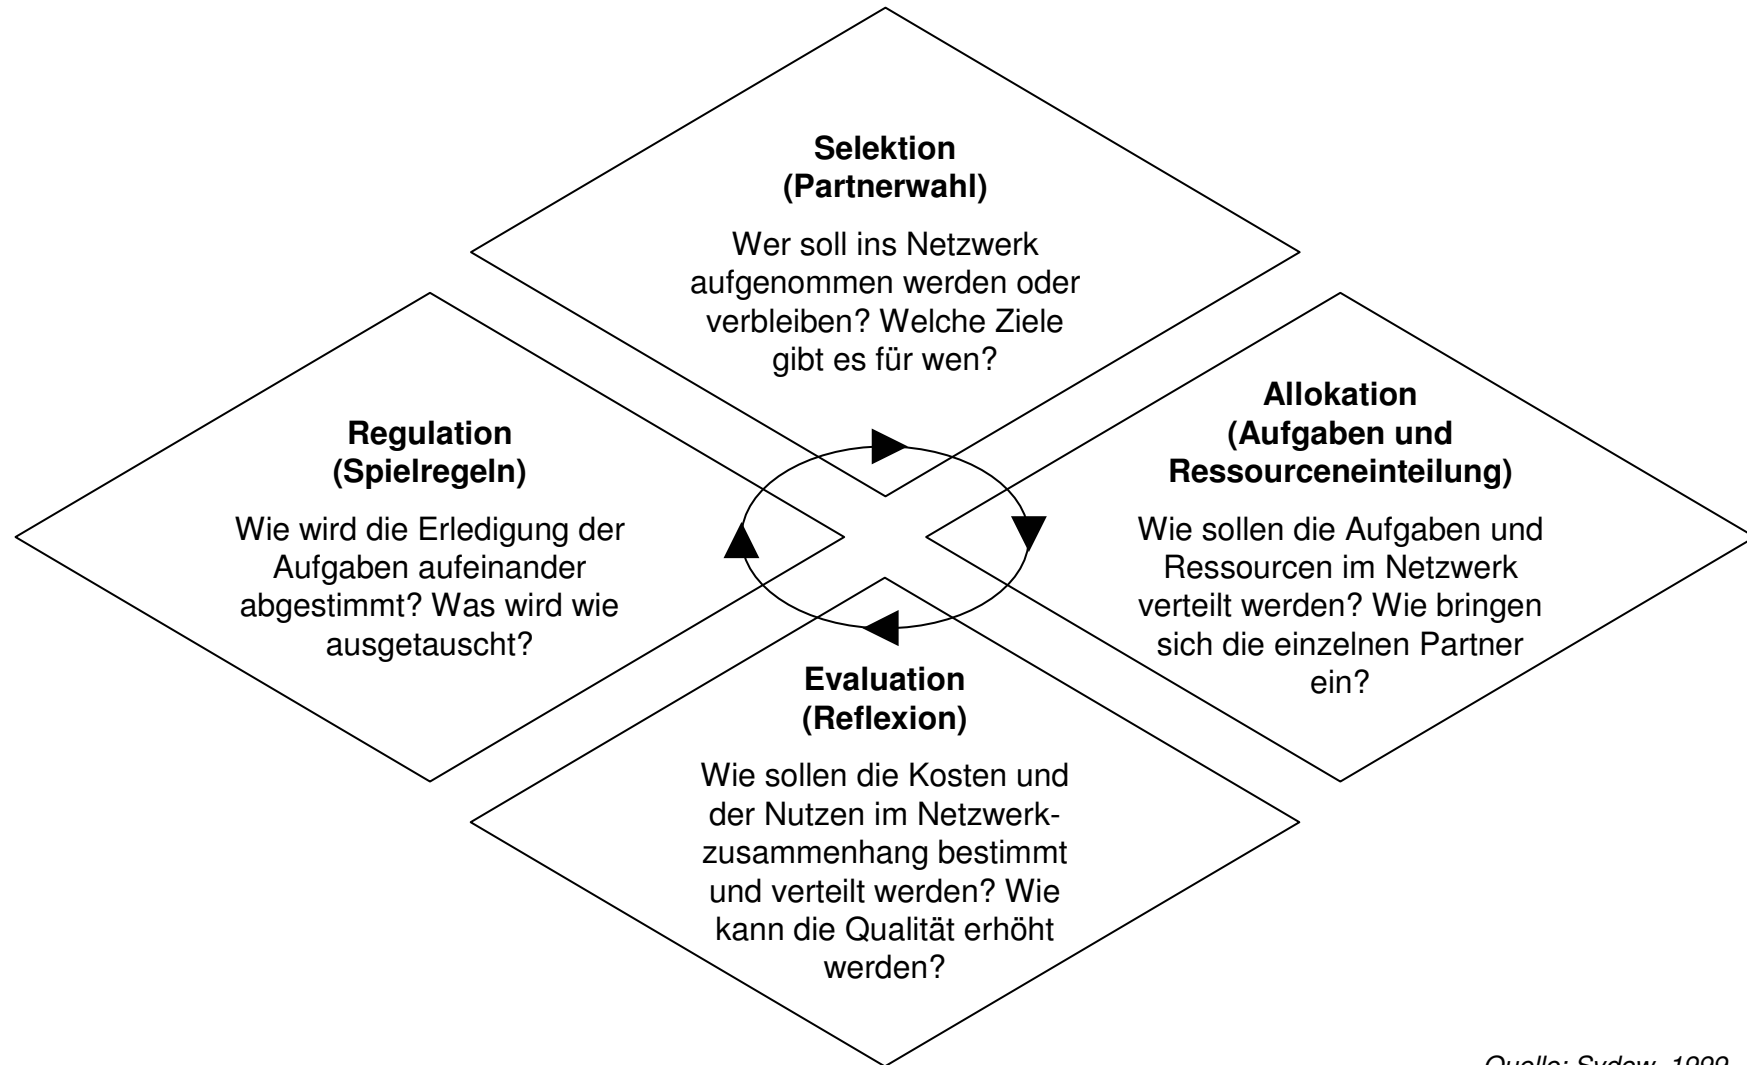 Selektion
(Partnerwahl)
Wer soll ins Netzwerk
aufgenommen werden oder
verbleiben? Welche Ziele
gibt es für wen?
Regulation
(Spielregeln)
Wie wird die Erledigung der
Aufgaben aufeinander
abgestimmt? Was wird wie
ausgetauscht?
Allokation
(Aufgaben und
Ressourceneinteilung)
Wie sollen die Aufgaben und
Ressourcen im Netzwerk
verteilt werden? Wie bringen
sich die einzelnen Partner
ein?
Evaluation
(Reflexion)
Wie sollen die Kosten und
der Nutzen im Netzwerk-
zusammenhang bestimmt
und verteilt werden? Wie
kann die Qualität erhöht
werden?
Quelle: Sydow, 1999